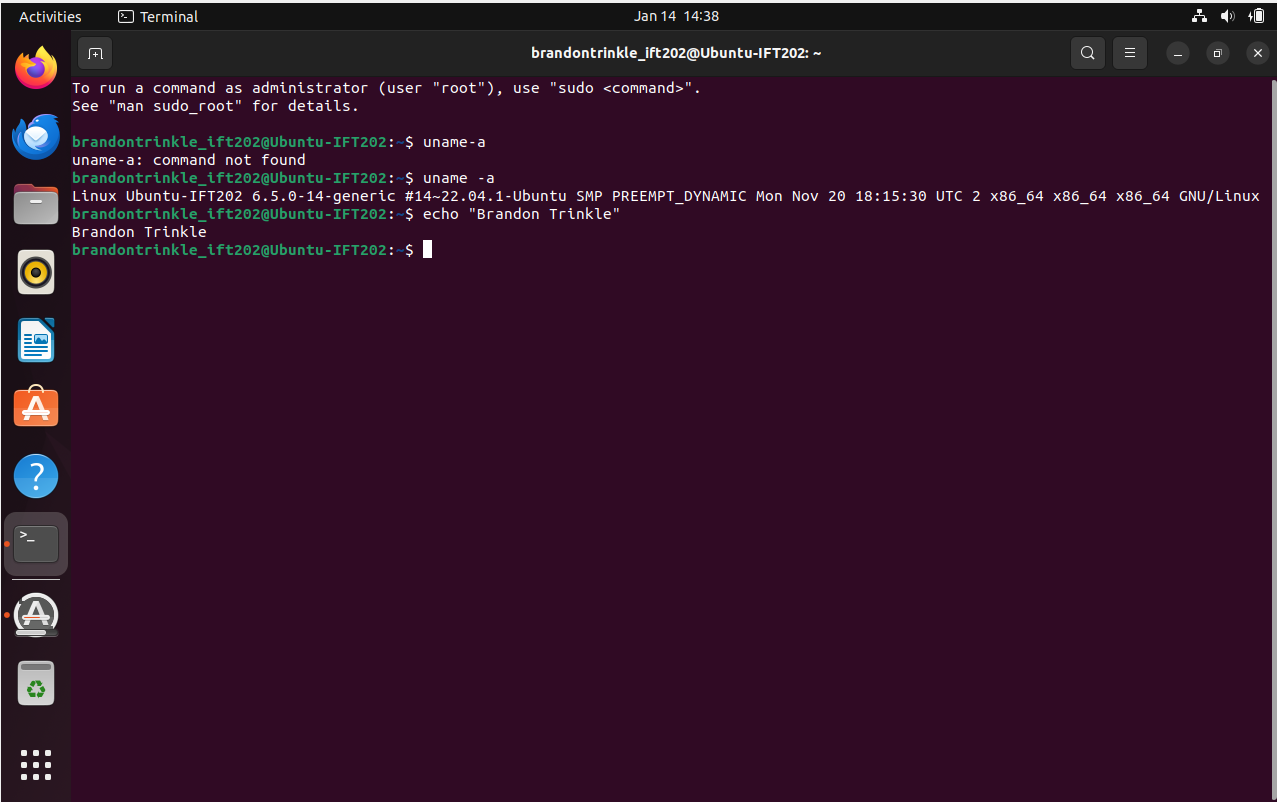 Activities Terminal Jan 14 14:38
brandontrinkle_ift202@Ubuntu-IFT202: ~
To run a command as administrator (user "root"), use "sudo <command>".
See "man sudo_root" for details.
brandontrinkle_ift202@Ubuntu-IFT202:~$ uname-a
uname-a: command not found
brandontrinkle_ift202@Ubuntu-IFT202:~$ uname -a
Linux Ubuntu-IFT202 6.5.0-14-generic #14~22.04.1-Ubuntu SMP PREEMPT_DYNAMIC Mon Nov 20 18:15:30 UTC 2 x86_64 x86_64 x86_64 GNU/Linux
brandontrinkle_ift202@Ubuntu-IFT202:~$ echo "Brandon Trinkle"
Brandon Trinkle
brandontrinkle_ift202@Ubuntu-IFT202:~$